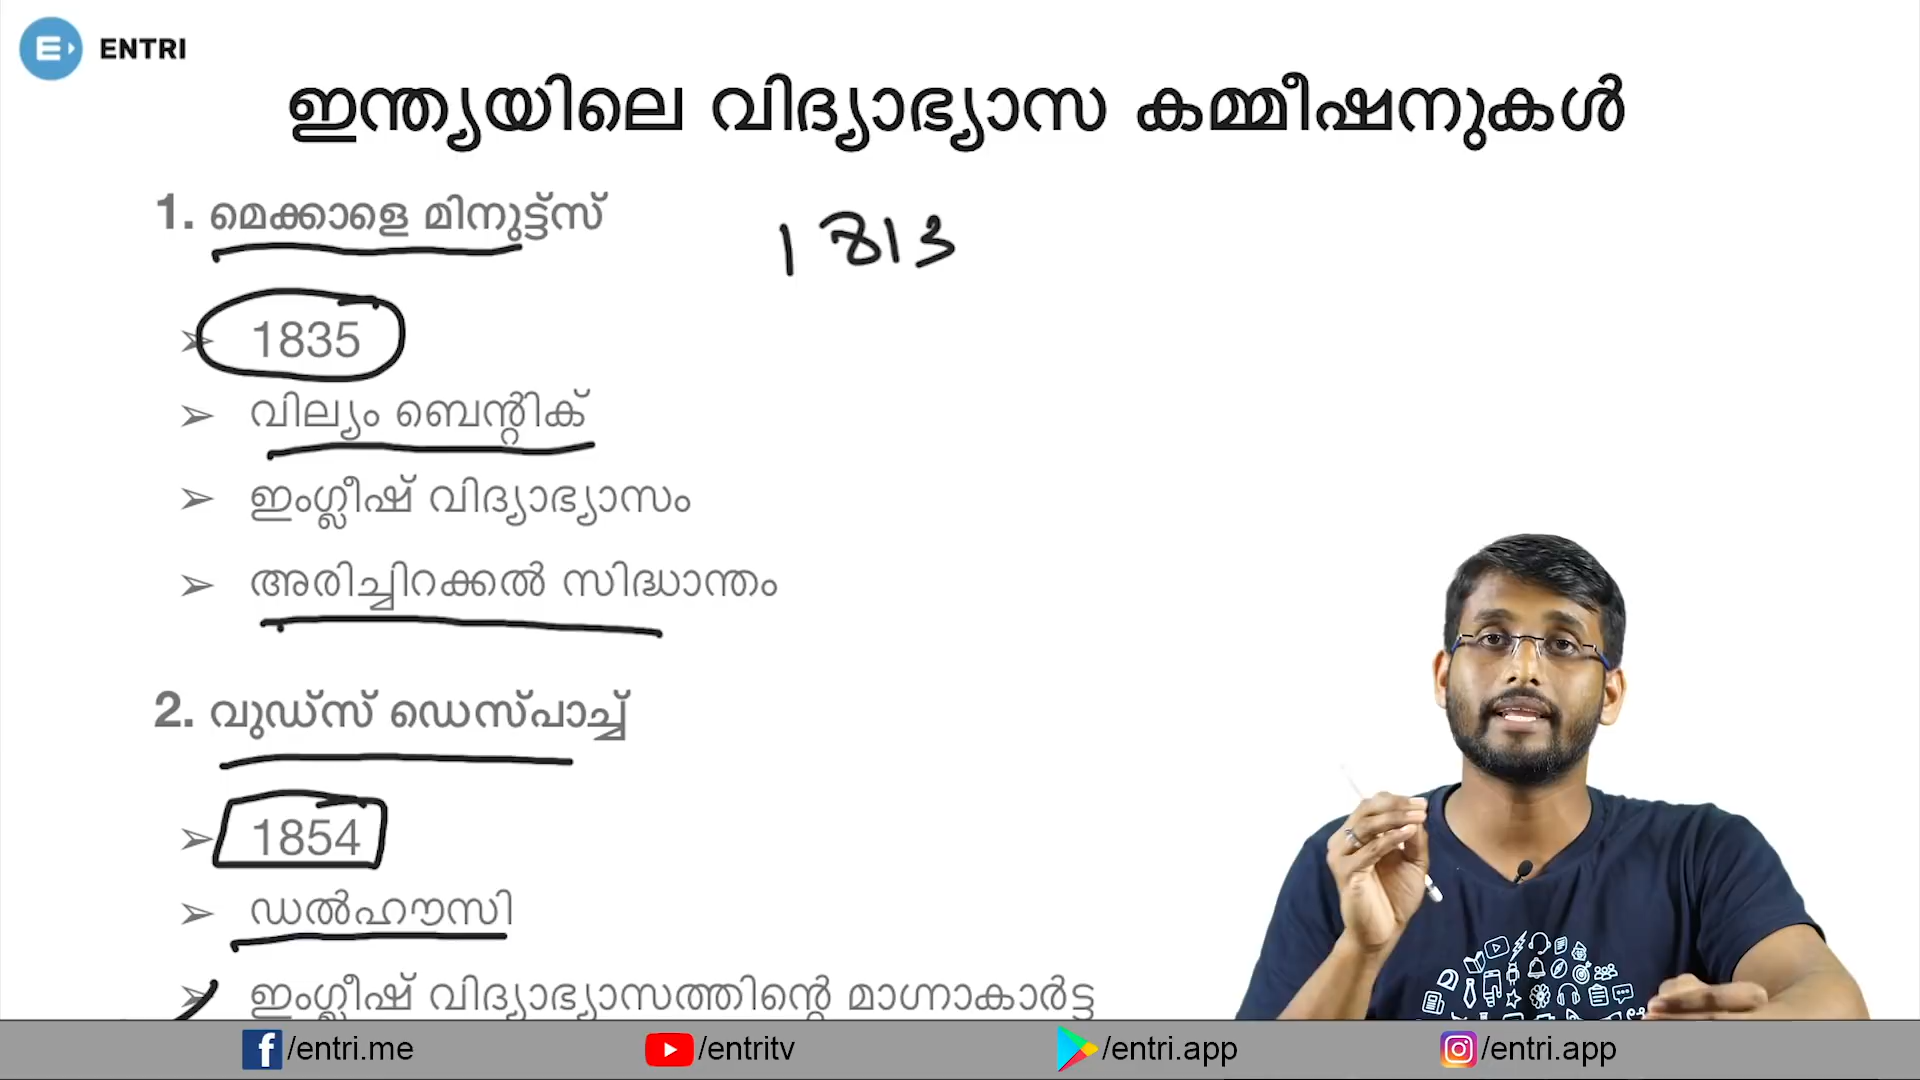 ENTRI
ഇന്ത്യയിലെ വിദ്യാഭ്യാസ കമ്മീഷനുകൾ
1. മെക്കാളെ മിനുട്ട്സ്
1813
➢ 1835
➢ വില്യം ബെന്റിക്
➢ ഇംഗ്ലീഷ് വിദ്യാഭ്യാസം
➢ അരിച്ചിറക്കൽ സിദ്ധാന്തം
2. വുഡ്സ് ഡെസ്പാച്ച്
➢ 1854
➢ ഡൽഹൗസി
➢ ഇംഗ്ലീഷ് വിദ്യാഭ്യാസത്തിന്റെ മാഗ്നാകാർട്ട
/entri.me /entritv /entri.app /entri.app